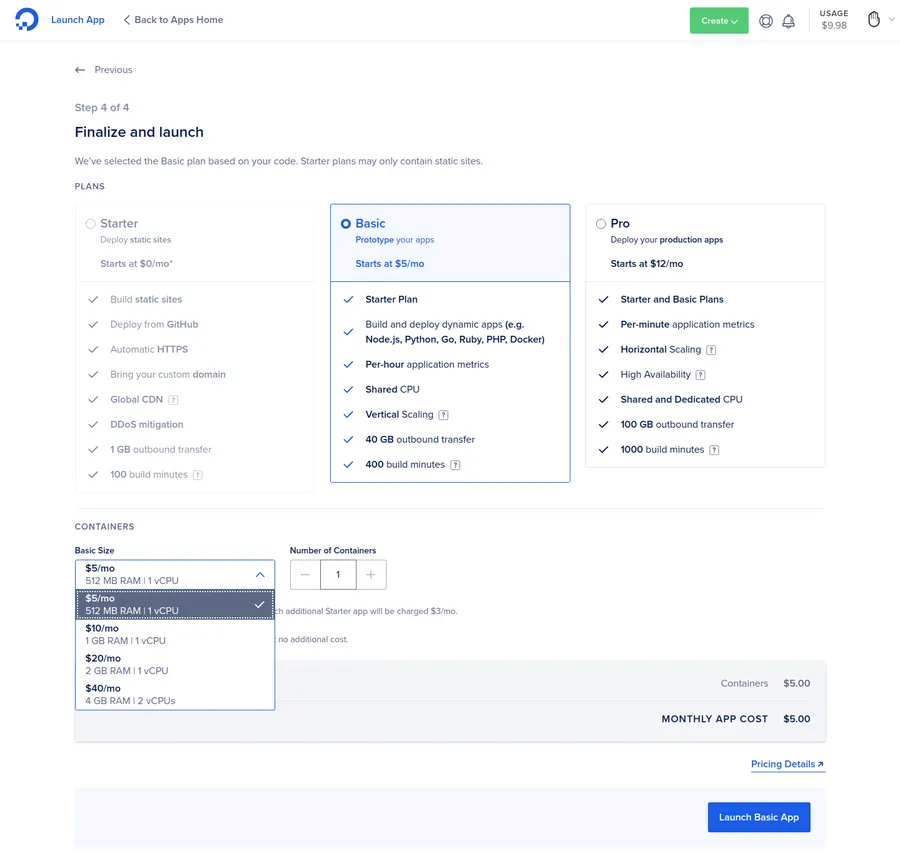 Launch App
Back to Apps Home
Create
USAGE
$9.98
Previous
Step 4 of 4
Finalize and launch
We've selected the Basic plan based on your code. Starter plans may only contain static sites.
PLANS
Starter
Deploy static sites
Starts at $0/mo*
Build static sites
Deploy from GitHub
Automatic HTTPS
Bring your custom domain
Global CDN ?
DDoS mitigation
1 GB outbound transfer
100 build minutes ?
Basic
Prototype your apps
Starts at $5/mo
Starter Plan
Build and deploy dynamic apps (e.g.
Node.js, Python, Go, Ruby, PHP, Docker)
Per-hour application metrics
Shared CPU
Vertical Scaling ?
40 GB outbound transfer
400 build minutes ?
Pro
Deploy your production apps
Starts at $12/mo
Starter and Basic Plans
Per-minute application metrics
Horizontal Scaling ?
High Availability ?
Shared and Dedicated CPU
100 GB outbound transfer
1000 build minutes ?
CONTAINERS
Basic Size
$5/mo
512 MB RAM | 1 vCPU
$5/mo
512 MB RAM | 1 vCPU
$10/mo
1 GB RAM | 1 vCPU
$20/mo
2 GB RAM | 1 vCPU
$40/mo
4 GB RAM | 2 vCPUs
Number of Containers
1
additional Starter app will be charged $3/mo.
no additional cost.
Containers $5.00
MONTHLY APP COST $5.00
Pricing Details
Launch Basic App